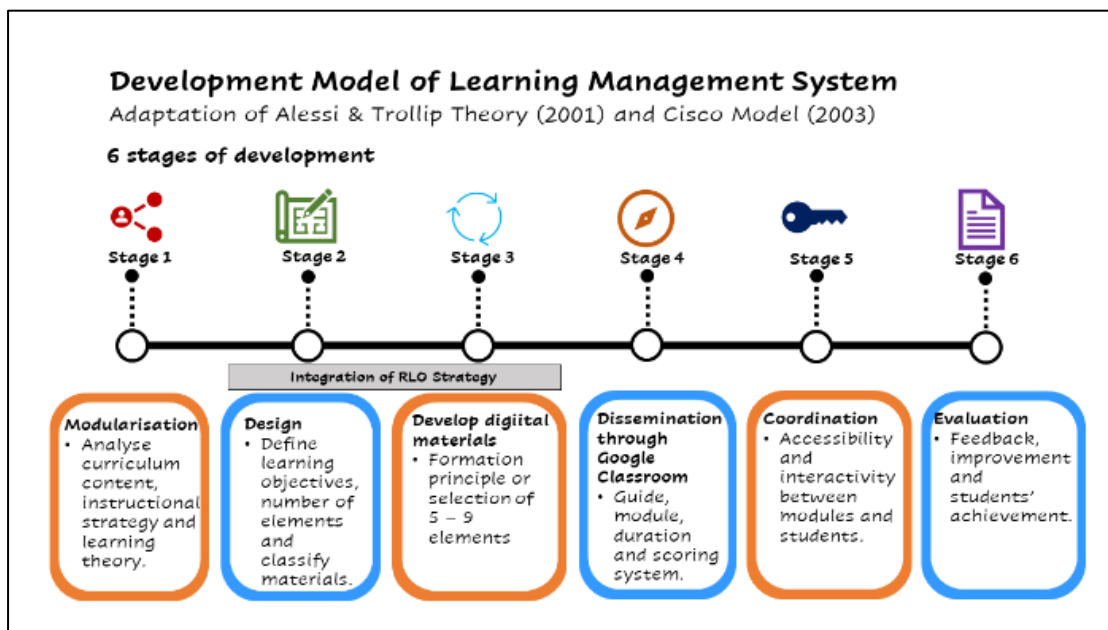 Development Model of Learning Management System
Adaptation of Alessi & Trollip Theory (2001) and Cisco Model (2003)
6 stages of development
Stage 1
Stage 2
Stage 3
Stage 4
Stage 5
Stage 6
Integration of RLO Strategy
Modularisation
• Analyse
curriculum
content,
instructional
strategy and
learning
theory.
Design
• Define
learning
objectives,
number of
elements
and
classify
materials.
Develop digiital
materials
• Formation
principle or
selection of
5 – 9
elements
Dissemination
through
Google
Classroom
• Guide,
module,
duration
and scoring
system.
Coordination
• Accessibility
and
interactivity
between
modules and
students.
Evaluation
• Feedback,
improvement
and
students'
achievement.